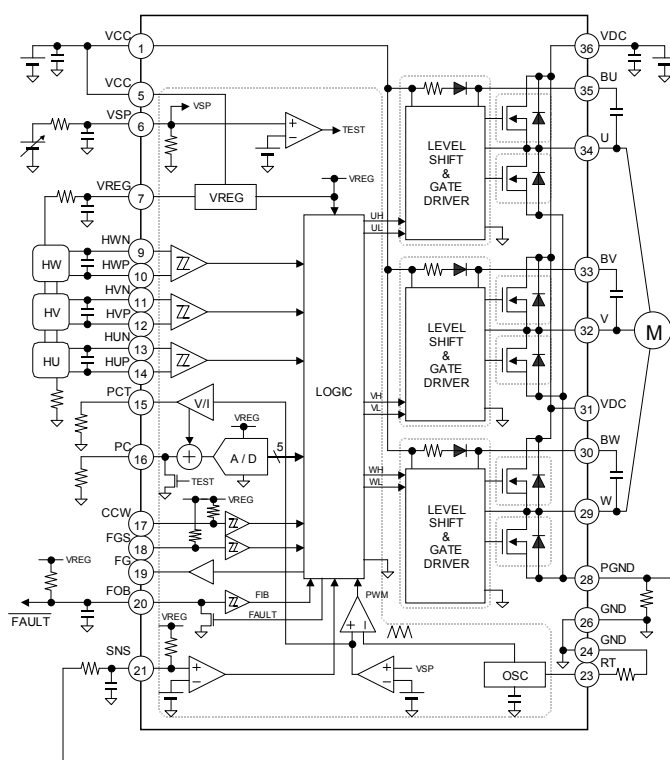 VCC
1
VDC
36
VCC
5
BU
35
VSP
6
VSP
TEST
LEVEL
SHIFT
&
GATE
DRIVER
U
34
VREG
7
VREG
VREG
UH
UL
HWN
9
HW
HWP
10
HVN
11
HV
HVP
12
HUN
13
HU
HUP
14
BV
33
LEVEL
SHIFT
&
GATE
DRIVER
V
32
M
LOGIC
PCT
15
V/I
VREG
VH
VL
VDC
31
PC
16
A / D
5
TEST
BW
30
WH
WL
LEVEL
SHIFT
&
GATE
DRIVER
W
29
CCW
17
VREG
FGS
18
FG
19
VREG
FOB
20
FIB
FAULT
FAULT
PWM
PGND
28
GND
26
GND
24
VREG
SNS
21
VSP
OSC
RT
23